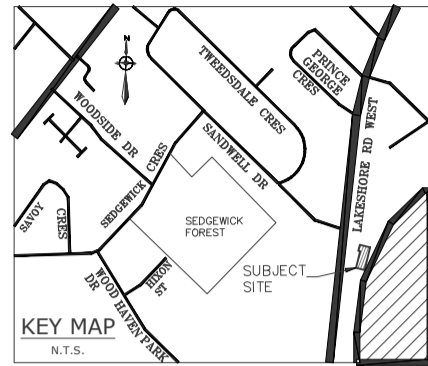 N
PRINCE
GEORGE
CRES
TWEEDSDALE CRES
WOODSIDE DR
SANDWELL DR
LAKESHORE RD WEST
SEDGEWICK CRES
SAVOY
CRES
SEDGEWICK
FOREST
HIXON
ST
WOOD HAVEN PARK
DR
SUBJECT
SITE
KEY MAP
N.T.S.